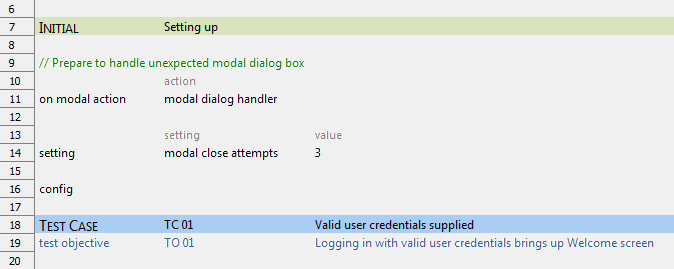 6
7 INITIAL Setting up
8
9 // Prepare to handle unexpected modal dialog box
10 action
11 on modal action modal dialog handler
12
13 setting value
14 setting modal close attempts 3
15
16 config
17
18 TEST CASE TC 01 Valid user credentials supplied
19 test objective TO 01 Logging in with valid user credentials brings up Welcome screen
20